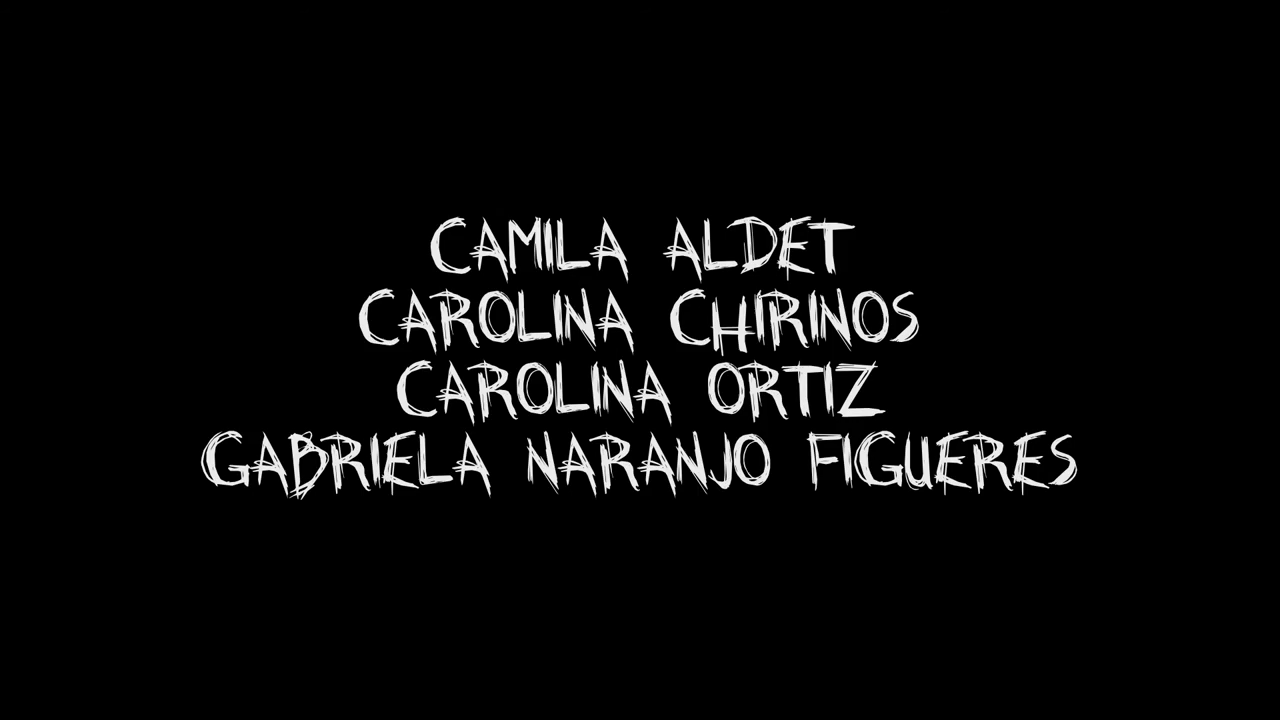 CAMILA ALDET
CAROLINA CHIRINOS
CAROLINA ORTIZ
GABRIELA NARANJO FIGUERES